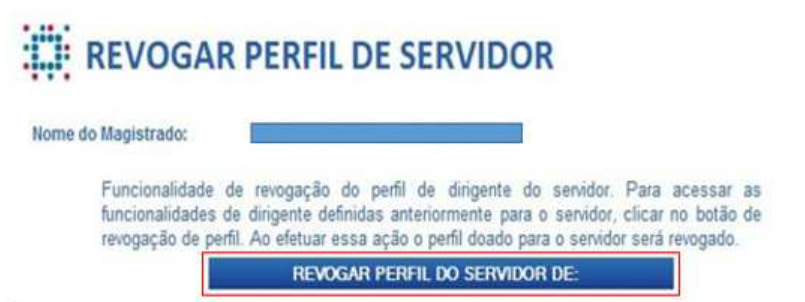 REVOGAR PERFIL DE SERVIDOR
Nome do Magistrado:
Funcionalidade de revogação do perfil de dirigente do servidor. Para acessar as
funcionalidades de dirigente definidas anteriormente para o servidor, clicar no botão de
revogação de perfil. Ao efetuar essa ação o perfil doado para o servidor será revogado.
REVOGAR PERFIL DO SERVIDOR DE: